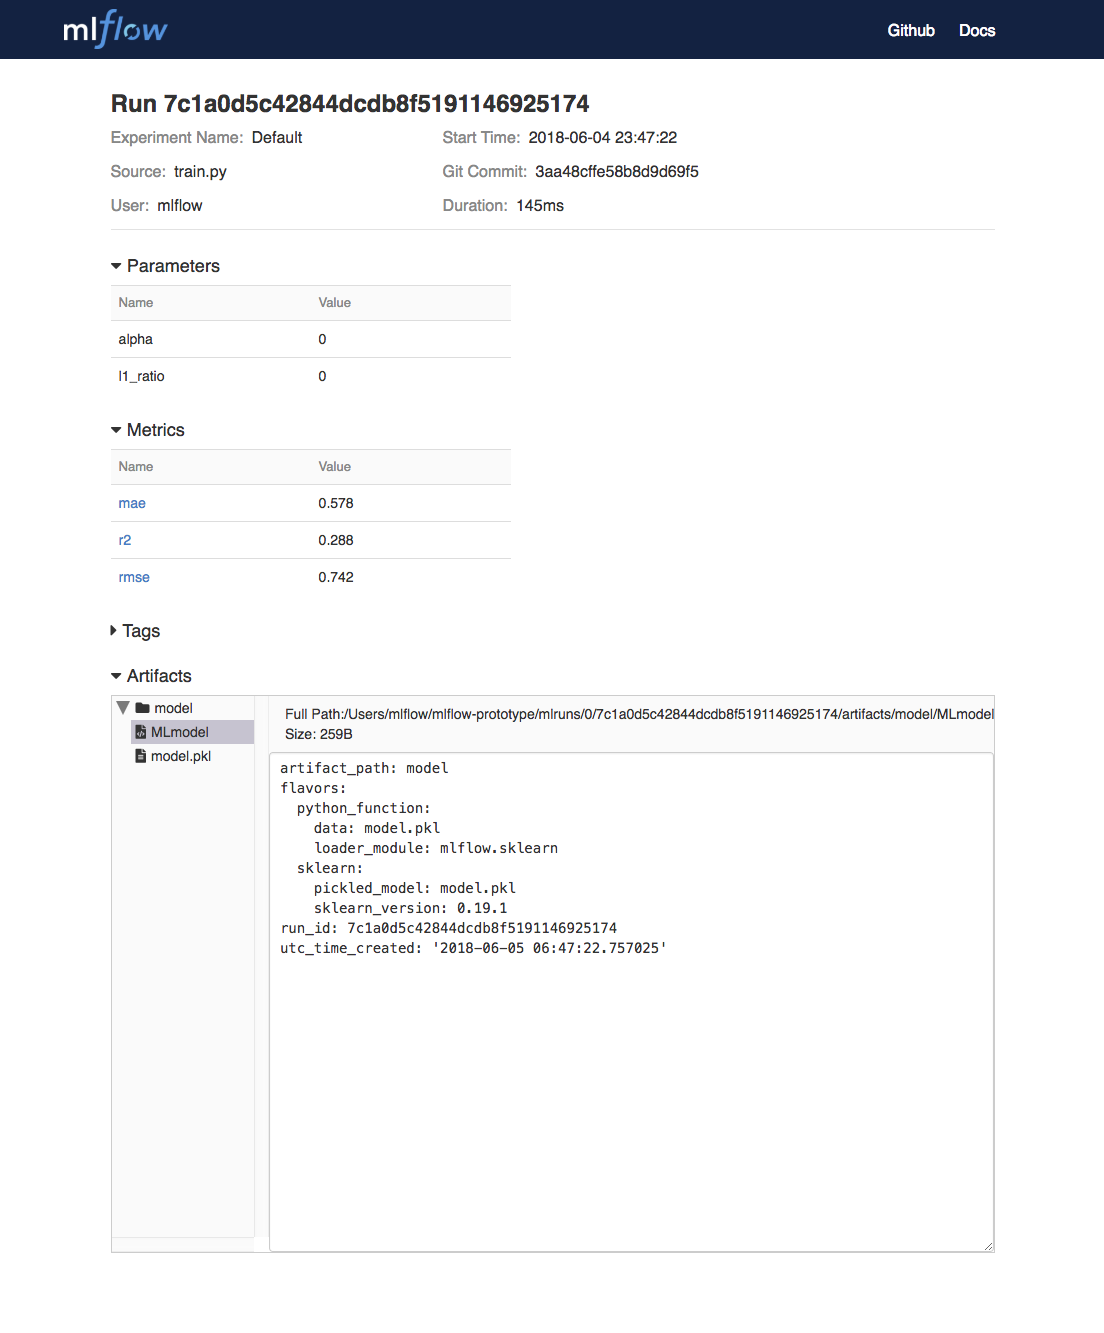 mlflow
Github Docs
Run 7c1a0d5c42844dcdb8f5191146925174
Experiment Name: Default Start Time: 2018-06-04 23:47:22
Source: train.py Git Commit: 3aa48cffe58b8d9d69f5
User: mlflow Duration: 145ms
Parameters
Name Value
alpha 0
l1_ratio 0
Metrics
Name Value
mae 0.578
r2 0.288
rmse 0.742
Tags
Artifacts
model
MLmodel
model.pkl
Full Path:/Users/mlflow/mlflow-prototype/mlruns/0/7c1a0d5c42844dcdb8f5191146925174/artifacts/model/MLmodel
Size: 259B
artifact_path: model
flavors:
  python_function:
    data: model.pkl
    loader_module: mlflow.sklearn
  sklearn:
    pickled_model: model.pkl
    sklearn_version: 0.19.1
run_id: 7c1a0d5c42844dcdb8f5191146925174
utc_time_created: '2018-06-05 06:47:22.757025'